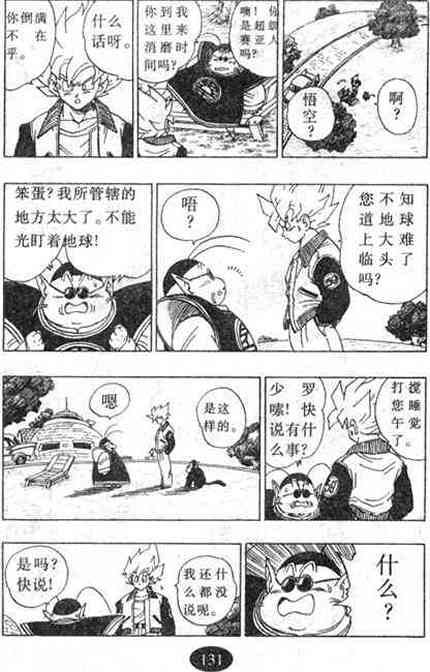 啊?
悟
空?
噢!你
是超级
赛亚人
吗?
你到我
这里来
消磨时
间吗?
什么
话呀。
你倒满
不在
乎。
您不知
道地球
上大难
临头了
吗?
唔?
笨蛋?我所管辖的
地方太大了。不能
光盯着地球!
打搅
您睡
午觉
了。
少罗
嗦!快
说有什
么事?
是这
样的。
嗯
什么?
我还什
么都没
说呢。
是吗?
快说!
131